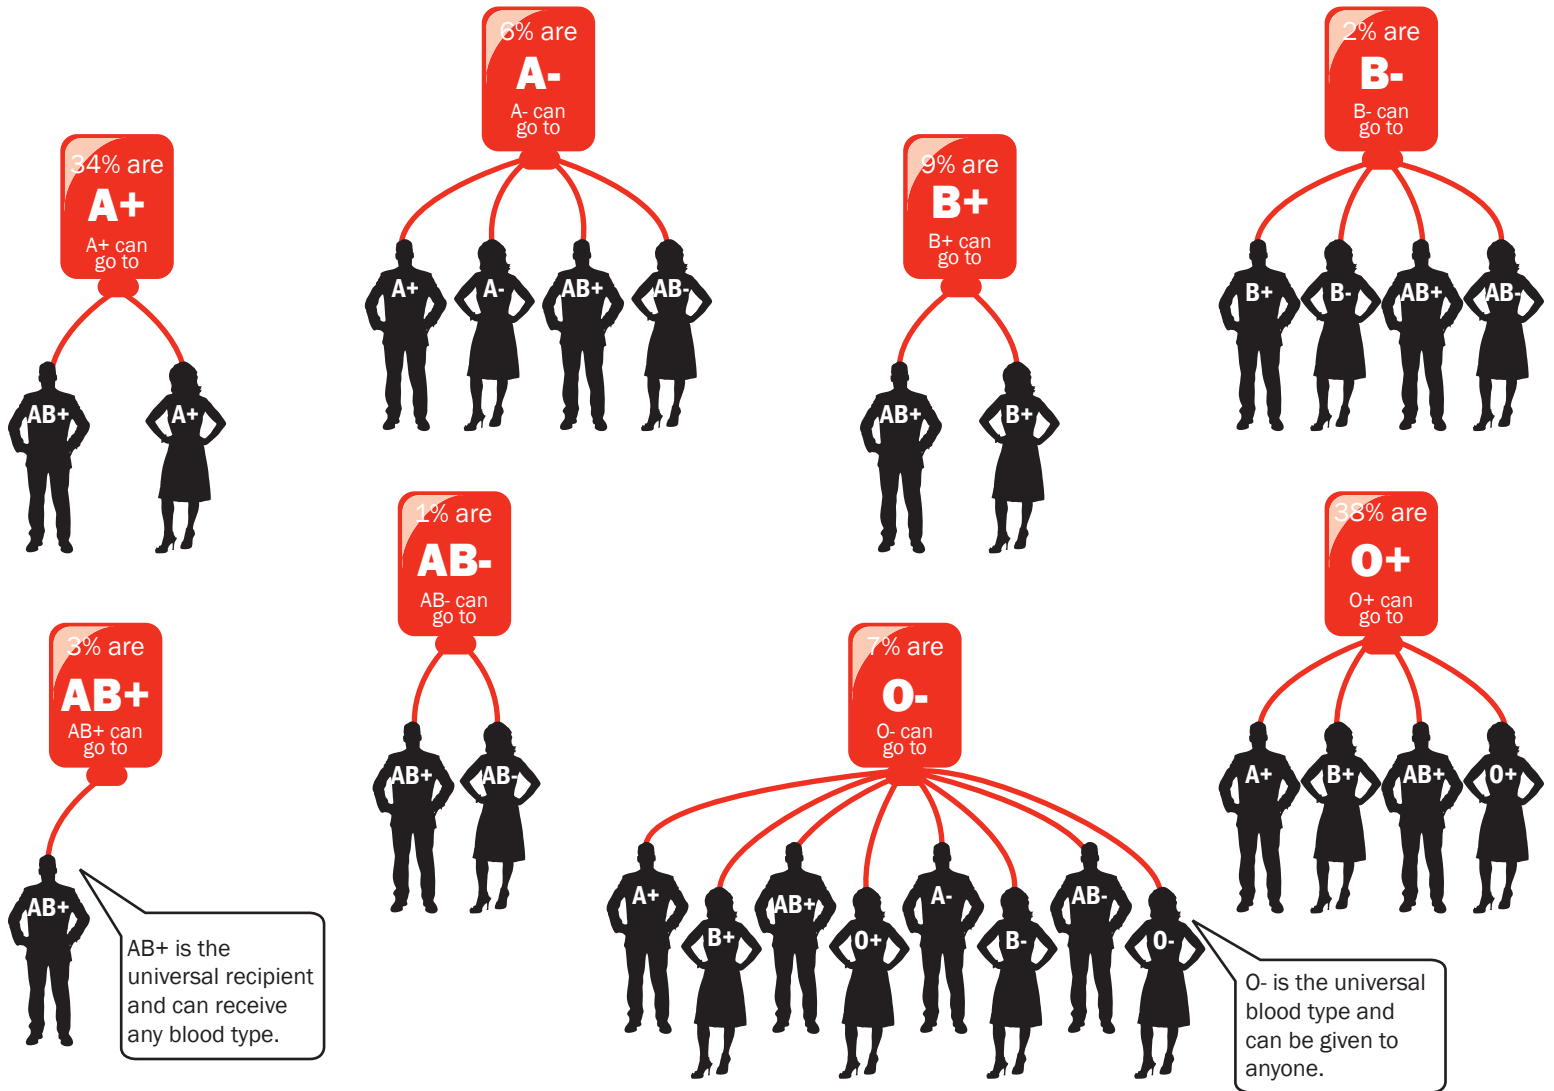 34% are
A+
A+ can
go to
AB+
A+
6% are
A-
A- can
go to
A+
A-
AB+
AB-
9% are
B+
B+ can
go to
AB+
B+
2% are
B-
B- can
go to
B+
B-
AB+
AB-
3% are
AB+
AB+ can
go to
AB+
AB+ is the
universal recipient
and can receive
any blood type.
1% are
AB-
AB- can
go to
AB+
AB-
7% are
O-
O- can
go to
A+
B+
AB+
O+
A-
B-
AB-
O-
O- is the universal
blood type and
can be given to
anyone.
38% are
O+
O+ can
go to
A+
B+
AB+
O+